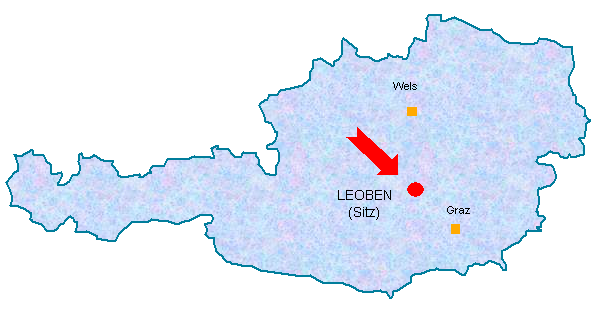 Wels
LEOBEN
(Sitz)
Graz